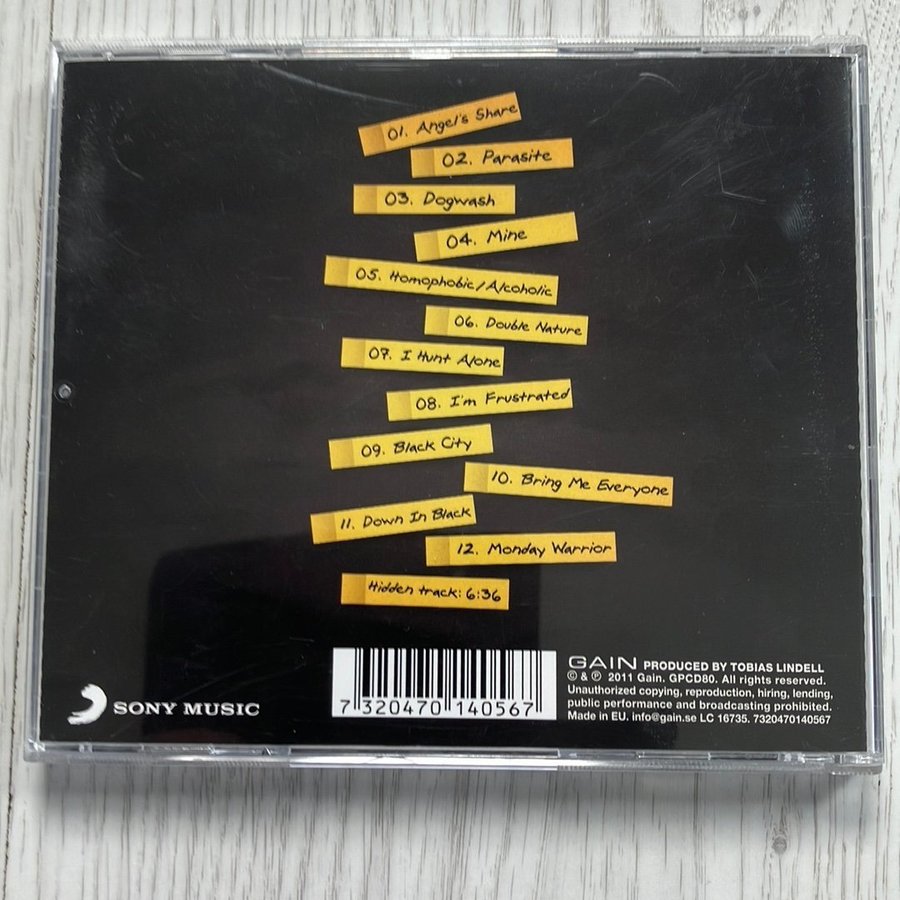 01. Angel's Share
02. Parasite
03. Dogwash
04. Mine
05. Homophobic/Alcoholic
06. Double Nature
07. I Hunt Alone
08. I'm Frustrated
09. Black City
10. Bring Me Everyone
11. Down In Black
12. Monday Warrior
Hidden track: 6:36
SONY MUSIC
7 320470 140567
GAIN PRODUCED BY TOBIAS LINDELL
© & ℗ 2011 Gain. GPCD80. All rights reserved.
Unauthorized copying, reproduction, hiring, lending,
public performance and broadcasting prohibited.
Made in EU. info@gain.se LC 16735. 7320470140567